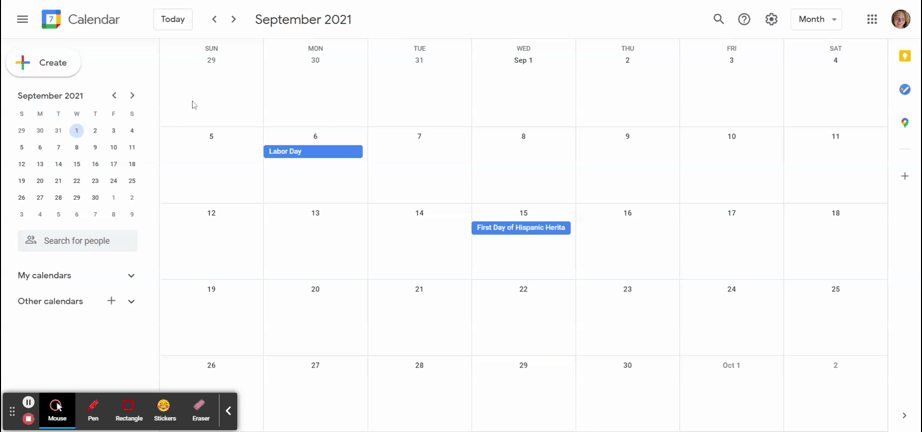 7
Calendar
Today
September 2021
Month
Create
September 2021
S M T W T F S
29 30 31 1 2 3 4
5 6 7 8 9 10 11
12 13 14 15 16 17 18
19 20 21 22 23 24 25
26 27 28 29 30 1 2
3 4 5 6 7 8 9
Search for people
My calendars
Other calendars
SUN MON TUE WED THU FRI SAT
29 30 31 Sep 1 2 3 4
5 6 7 8 9 10 11
Labor Day
12 13 14 15 16 17 18
First Day of Hispanic Herita
19 20 21 22 23 24 25
26 27 28 29 30 Oct 1 2
Mouse Pen Rectangle Stickers Eraser